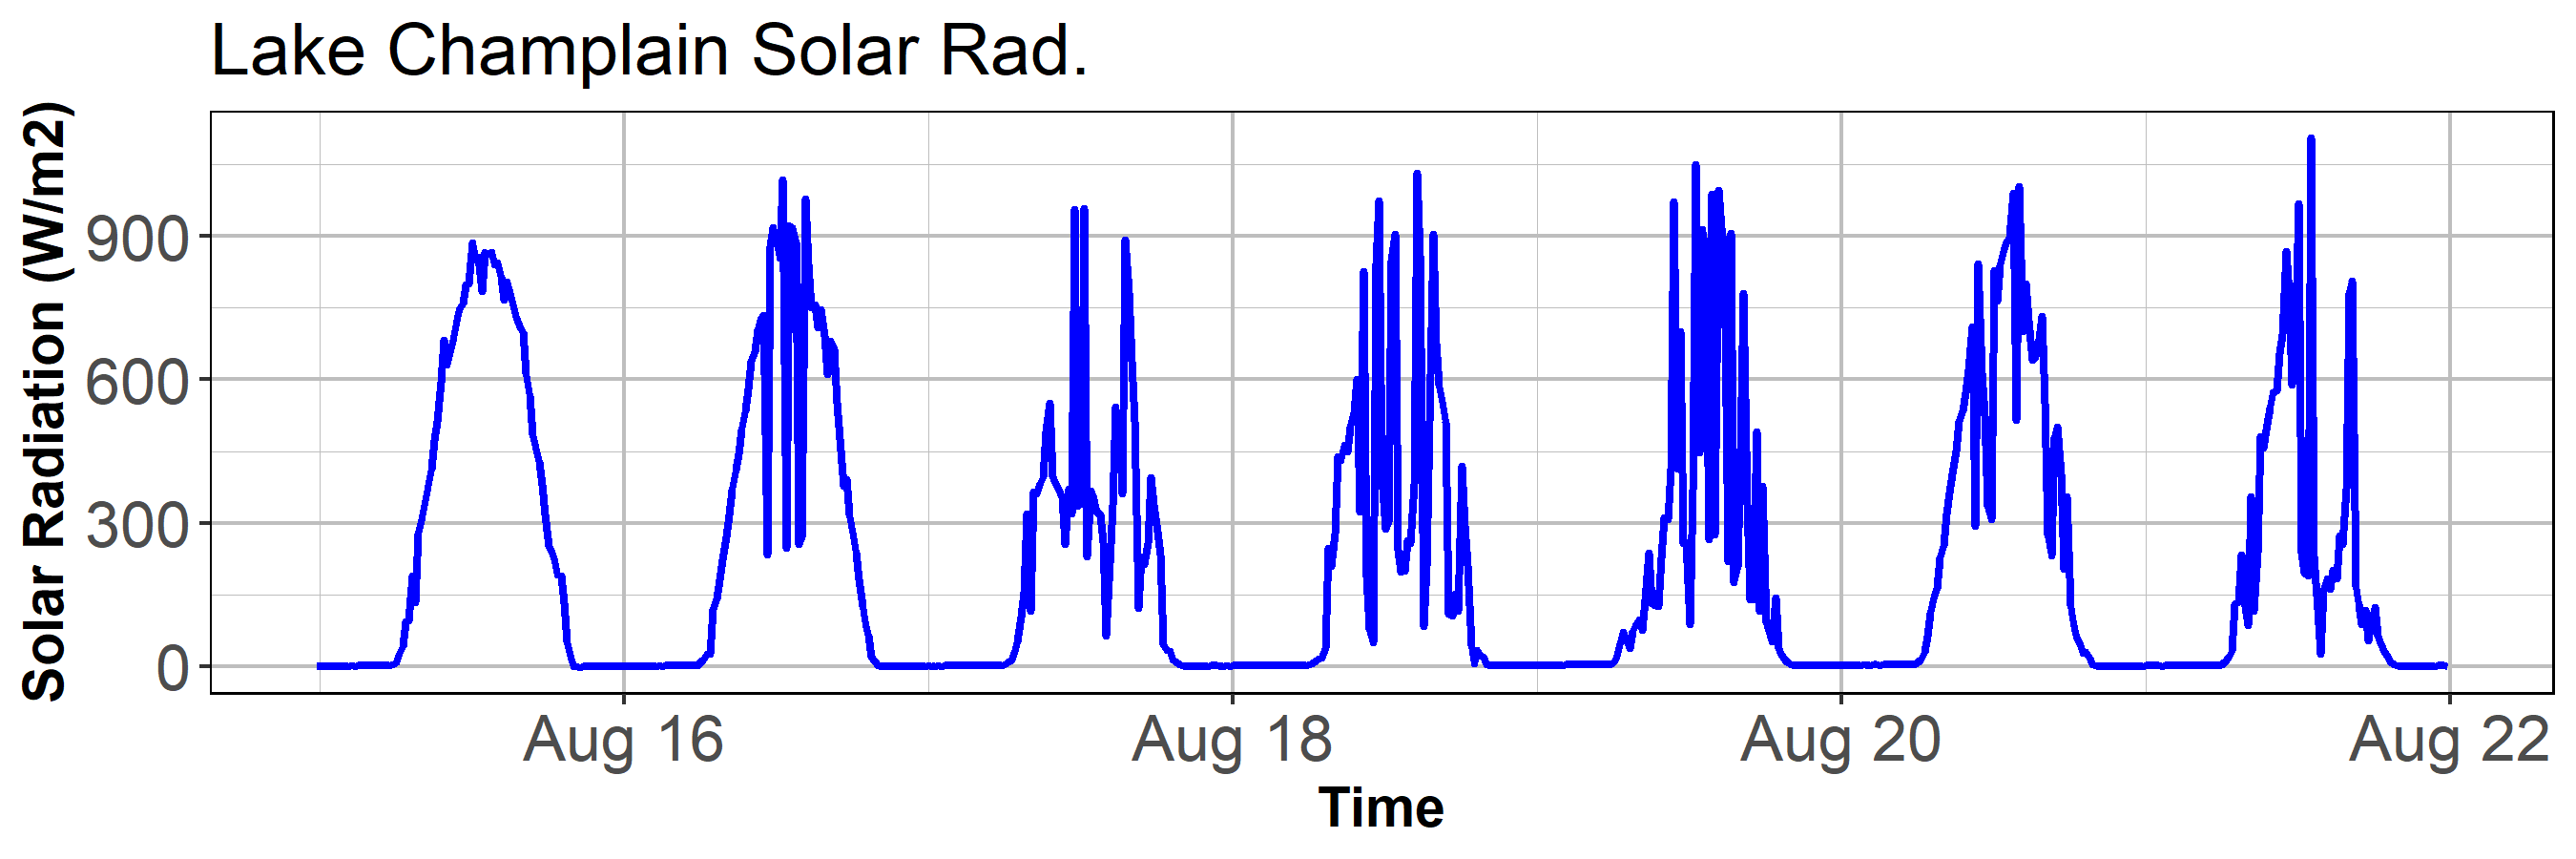 Lake Champlain Solar Rad.
Solar Radiation (W/m2)
900
600
300
0
Aug 16 Aug 18 Aug 20 Aug 22
Time